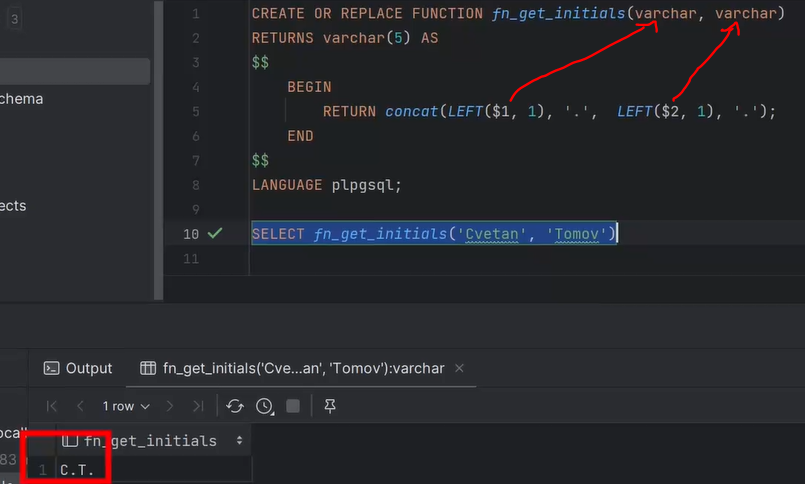 3
chema
ects
1 CREATE OR REPLACE FUNCTION fn_get_initials(varchar, varchar)
2 RETURNS varchar(5) AS
3 $$
4 BEGIN
5 RETURN concat(LEFT($1, 1), '.', LEFT($2, 1), '.');
6 END
7 $$
8 LANGUAGE plpgsql;
9
10 SELECT fn_get_initials('Cvetan', 'Tomov')
11
Output fn_get_initials('Cve...an', 'Tomov'):varchar
1 row
ocal
83
fn_get_initials
1 C.T.